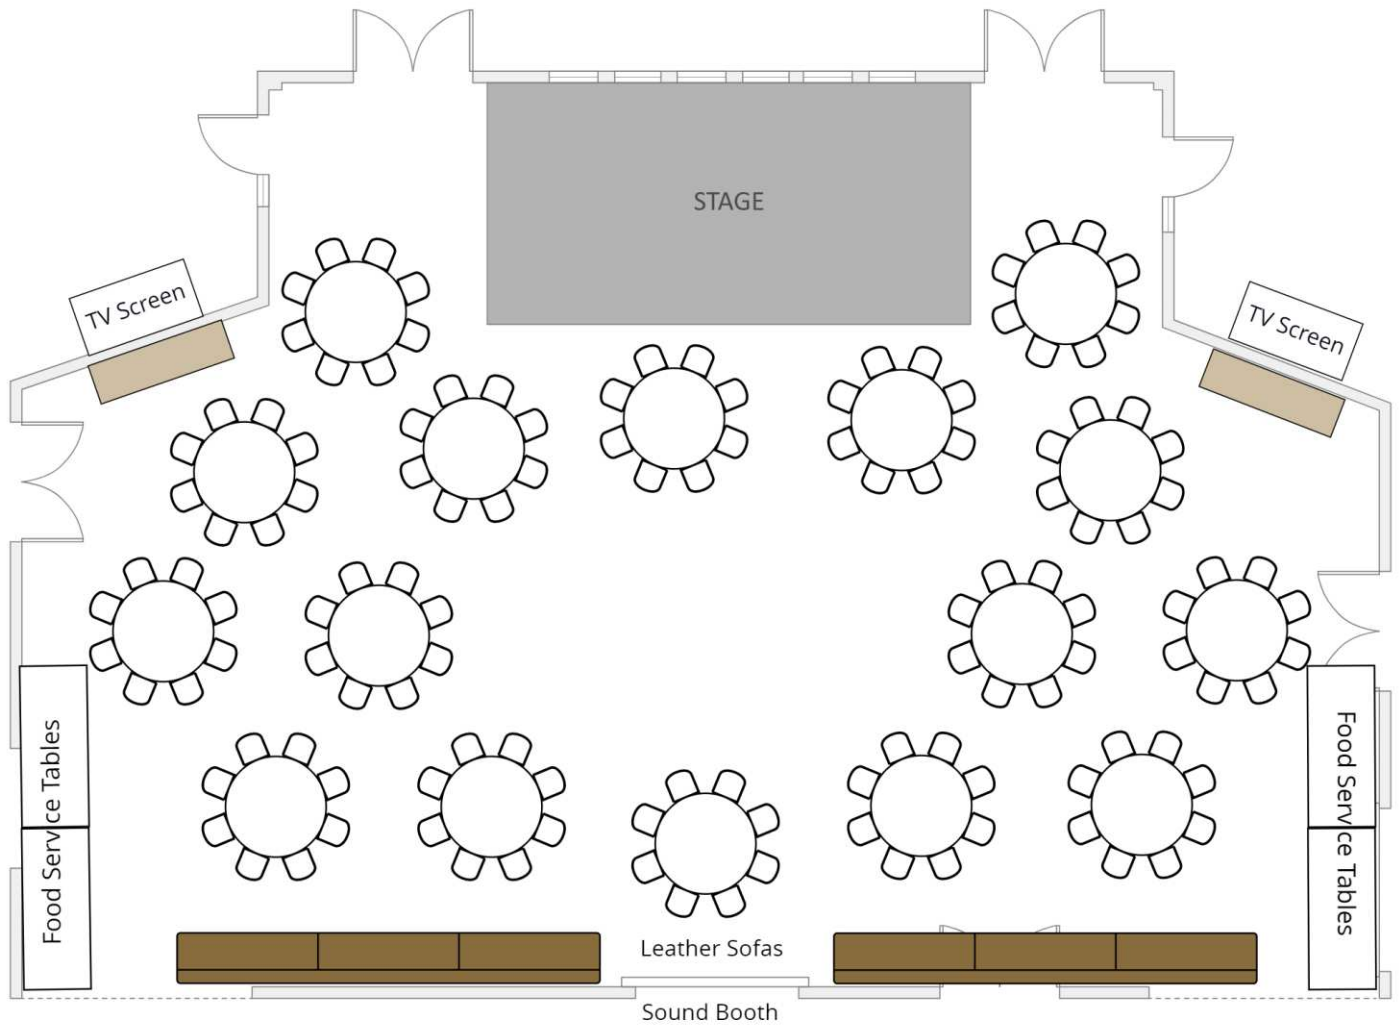 STAGE
TV Screen
TV Screen
Food Service Tables
Food Service Tables
Leather Sofas
Sound Booth